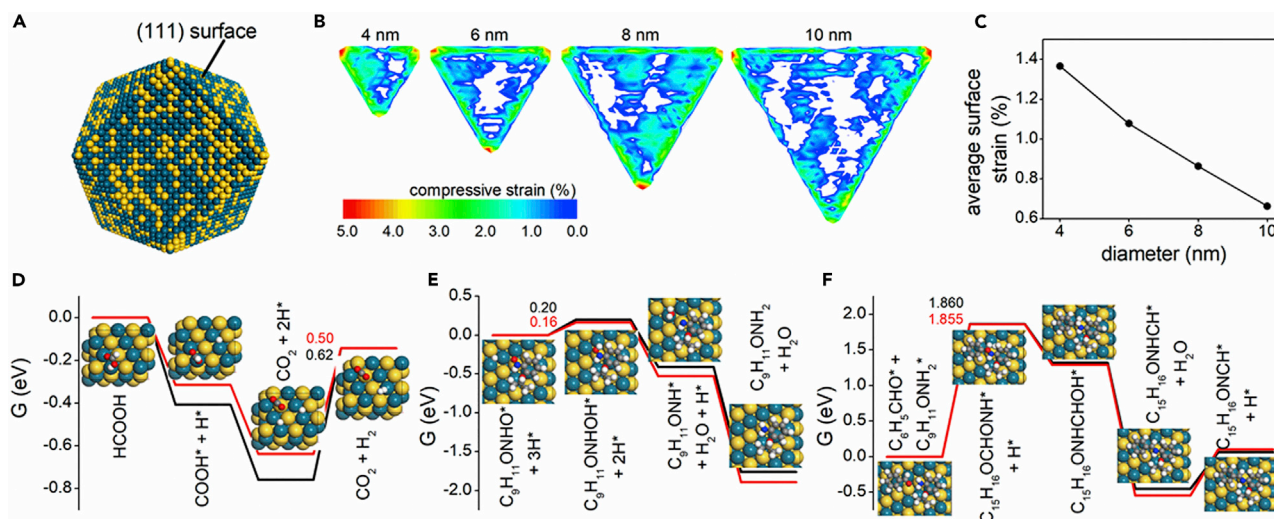 A
(111) surface
B
4 nm
6 nm
8 nm
10 nm
compressive strain (%)
5.0 4.0 3.0 2.0 1.0 0.0
C
average surface
strain (%)
1.4
1.2
1.0
0.8
0.6
4 6 8 10
diameter (nm)
D
G (eV)
0.0
-0.2
-0.4
-0.6
-0.8
HCOOH
COOH* + H*
CO₂ + 2H*
0.50
0.62
CO₂ + H₂
E
G (eV)
0.5
0.0
-0.5
-1.0
-1.5
-2.0
0.20
0.16
C₉H₁₁ONHO*
+ 3H*
C₉H₁₁ONHOH*
+ 2H*
C₉H₁₁ONH*
+ H₂O + H*
C₉H₁₁ONH₂
+ H₂O
F
G (eV)
2.0
1.5
1.0
0.5
0.0
-0.5
1.860
1.855
C₆H₅CHO* +
C₉H₁₁ONH₂*
C₁₅H₁₆OCHONH*
+ H*
C₁₅H₁₆ONHCHOH*
C₁₅H₁₆ONHCH*
+ H₂O
C₁₅H₁₆ONCH*
+ H*